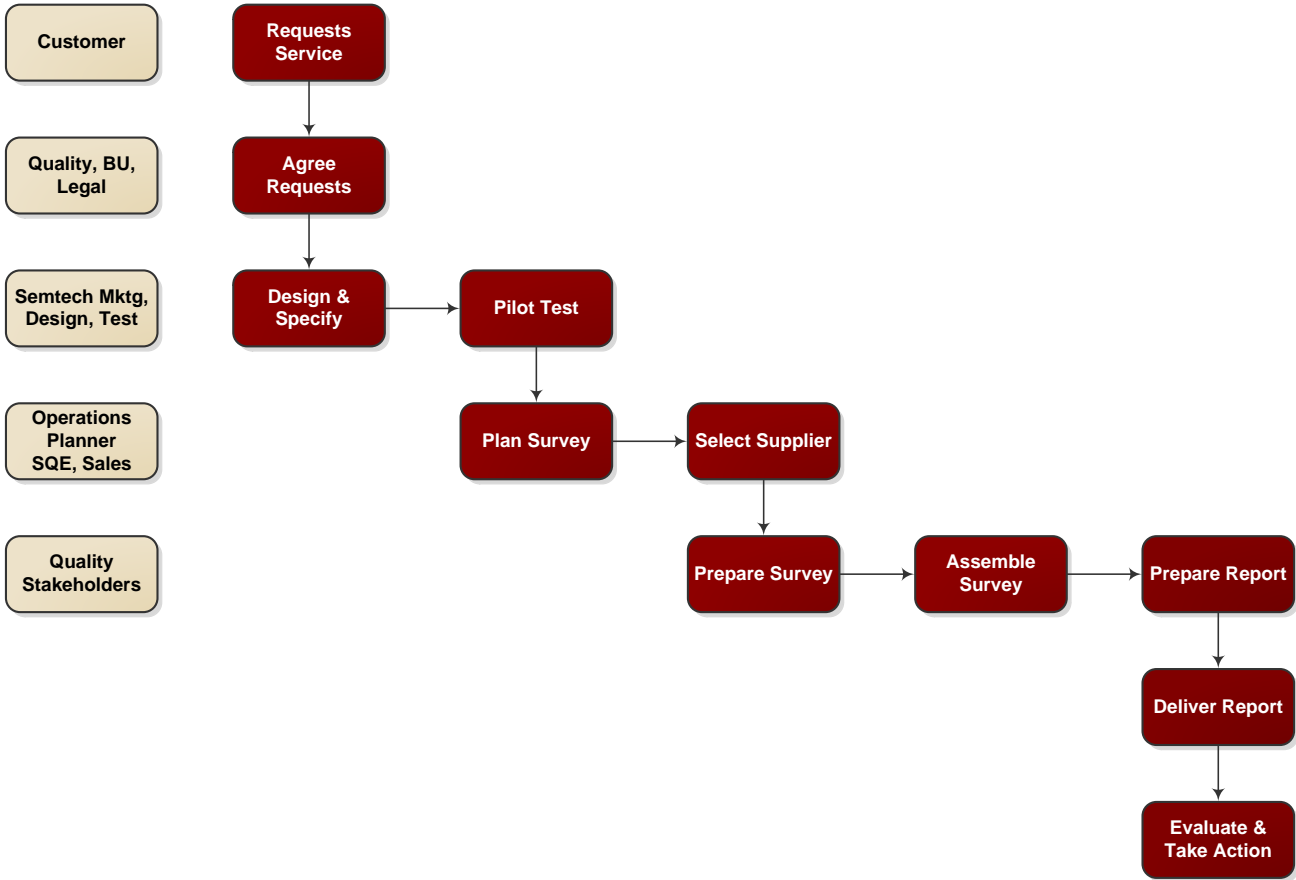 Customer
Requests
Service
Quality, BU,
Legal
Agree
Requests
Semtech Mktg,
Design, Test
Design &
Specify
Pilot Test
Operations
Planner
SQE, Sales
Plan Survey
Select Supplier
Quality
Stakeholders
Prepare Survey
Assemble
Survey
Prepare Report
Deliver Report
Evaluate &
Take Action